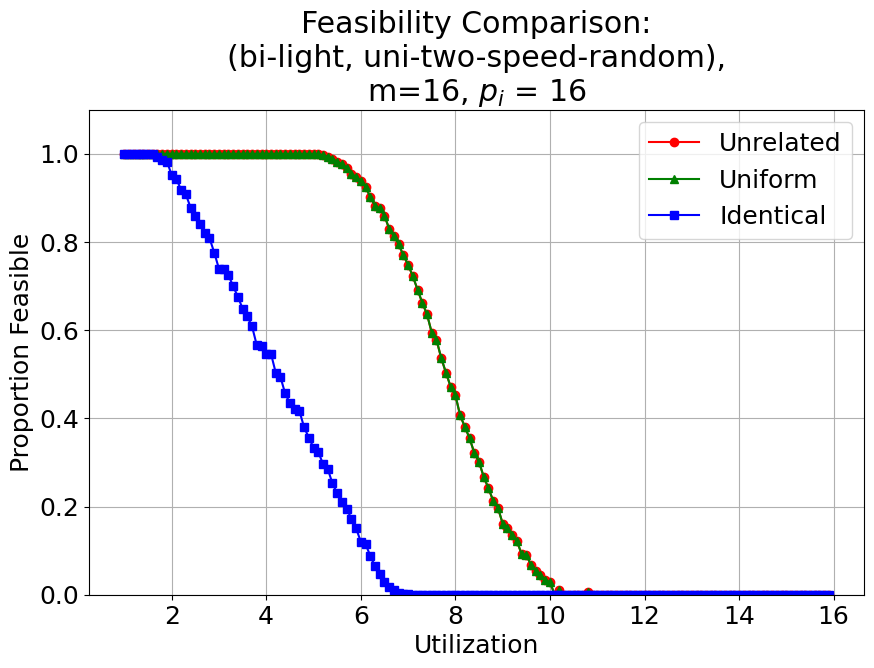 Feasibility Comparison:
(bi-light, uni-two-speed-random),
m=16, $p_i$ = 16
Unrelated
Uniform
Identical
Proportion Feasible
1.0
0.8
0.6
0.4
0.2
0.0
2 4 6 8 10 12 14 16
Utilization